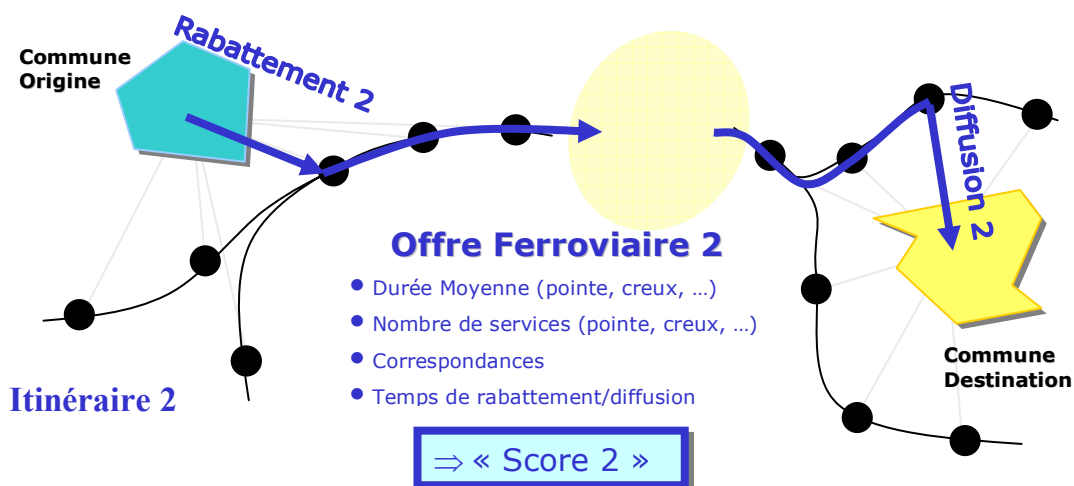 Commune
Origine
Rabattement 2
Diffusion 2
Offre Ferroviaire 2
• Durée Moyenne (pointe, creux, …)
• Nombre de services (pointe, creux, …)
• Correspondances
• Temps de rabattement/diffusion
Commune
Destination
Itinéraire 2
⇒ « Score 2 »